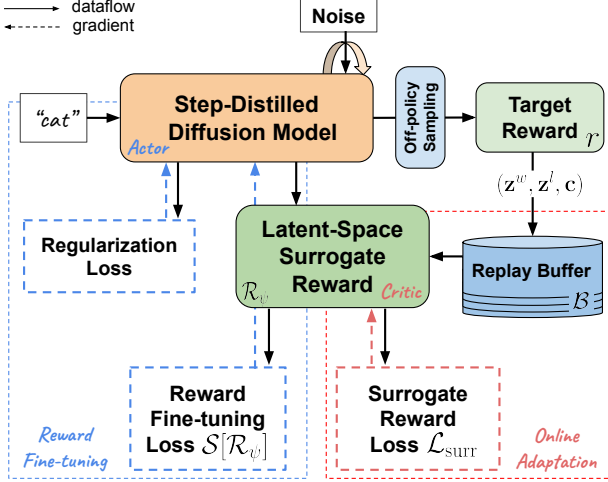 dataflow
gradient
Noise
"cat"
Step-Distilled
Diffusion Model
Actor
Off-policy
Sampling
Target
Reward r
(z^w, z^l, c)
Regularization
Loss
Latent-Space
Surrogate
Reward
R_ψ
Critic
Replay Buffer
B
Reward
Fine-tuning
Loss S[R_ψ]
Surrogate
Reward
Loss L_surr
Reward
Fine-tuning
Online
Adaptation